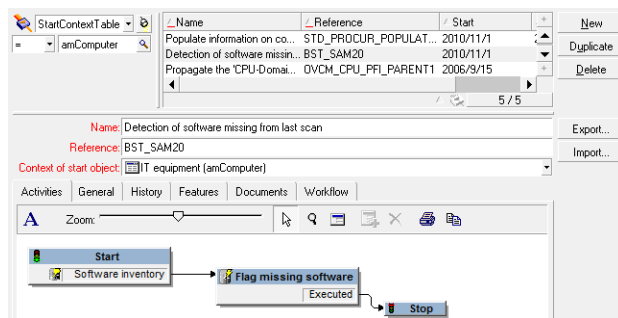 StartContextTable
Name Reference Start
New
= amComputer
Populate information on co... STD_PROCUR_POPULAT... 2010/11/1
Duplicate
Detection of software missin... BST_SAM20 2010/11/1
Propagate the 'CPU-Domai... OVCM_CPU_PFI_PARENT1 2006/9/15
Delete
5 / 5
Name: Detection of software missing from last scan
Export...
Reference: BST_SAM20
Import...
Context of start object: IT equipment (amComputer)
Activities General History Features Documents Workflow
A Zoom:
Start
Software inventory
Flag missing software
Executed
Stop